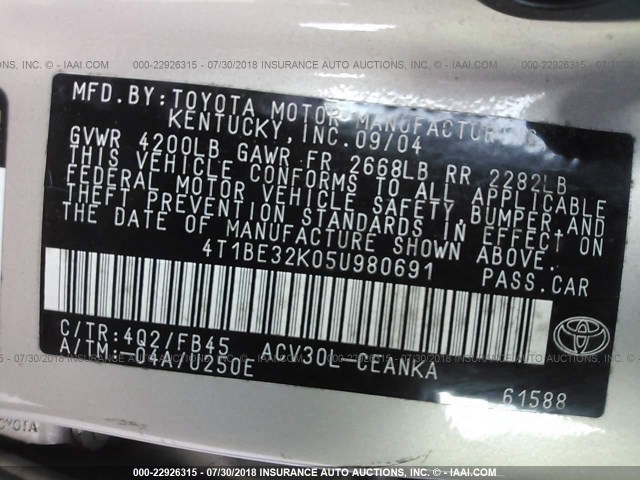 © - IAAI.COM 000-22926315 - 07/30/2018 INSURANCE AUTO AUCTIONS, INC. © - IAAI.COM 000-22926315
MFD.BY:TOYOTA MOTOR MANUFACTURING
KENTUCKY, INC. 09/04
GVWR 4200LB GAWR FR 2668LB RR 2282LB
THIS VEHICLE CONFORMS TO ALL APPLICABLE
FEDERAL MOTOR VEHICLE SAFETY, BUMPER, AND
THEFT PREVENTION STANDARDS IN EFFECT ON
THE DATE OF MANUFACTURE SHOWN ABOVE.
4T1BE32K05U980691 PASS.CAR
C/TR:4Q2/FB45 ACV30L-CEANKA
A/TM:-04A/U250E
TOYOTA
61588
TOYOTA
000-22926315 - 07/30/2018 INSURANCE AUTO AUCTIONS, INC. © - IAAI.COM